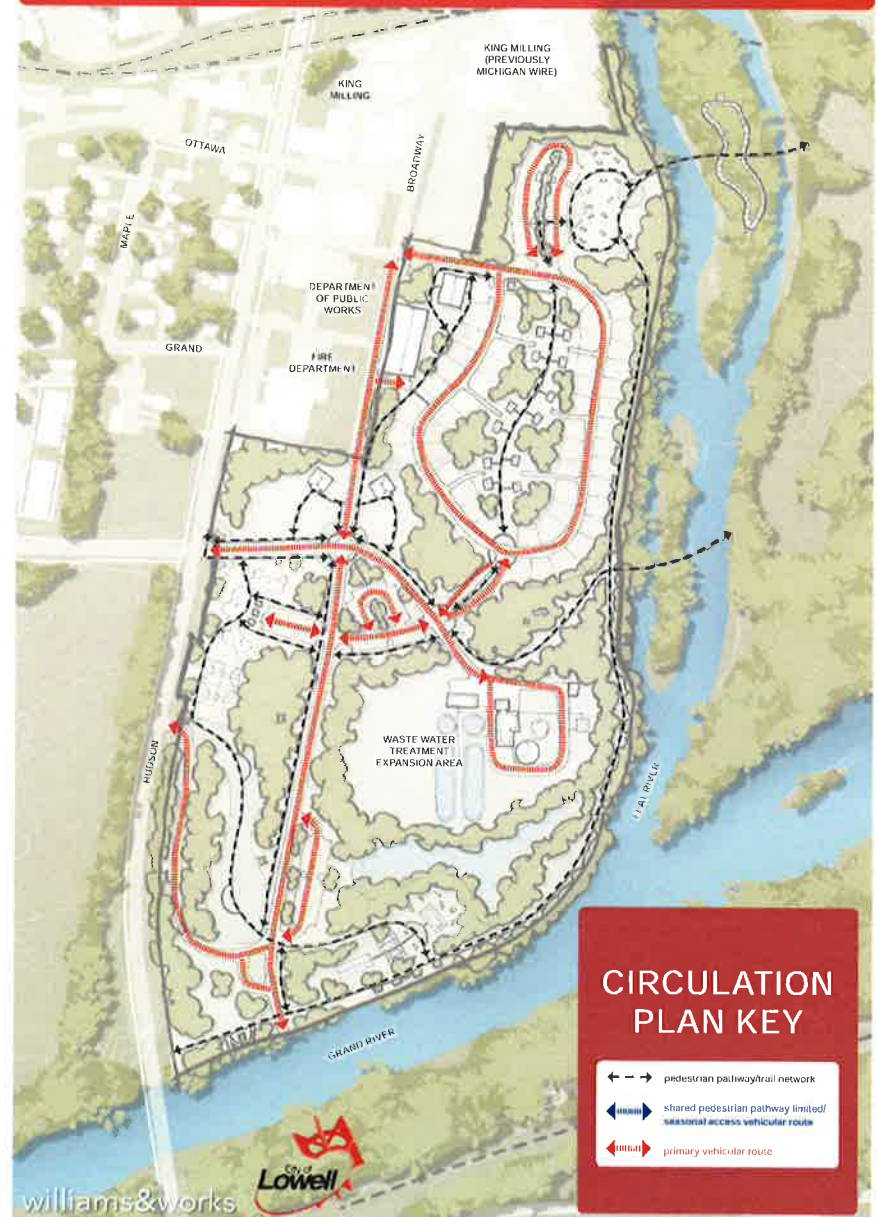 KING MILLING
(PREVIOUSLY
MICHIGAN WIRE)
KING
MILLING
OTTAWA
BROADWAY
MAPLE
DEPARTMENT
OF PUBLIC
WORKS
GRAND
FIRE
DEPARTMENT
WASTE WATER
TREATMENT
EXPANSION AREA
HUDSON
FLAT RIVER
GRAND RIVER
CIRCULATION
PLAN KEY
pedestrian pathway/trail network
shared pedestrian pathway limited/
seasonal access vehicular route
primary vehicular route
City of
Lowell
williams&works